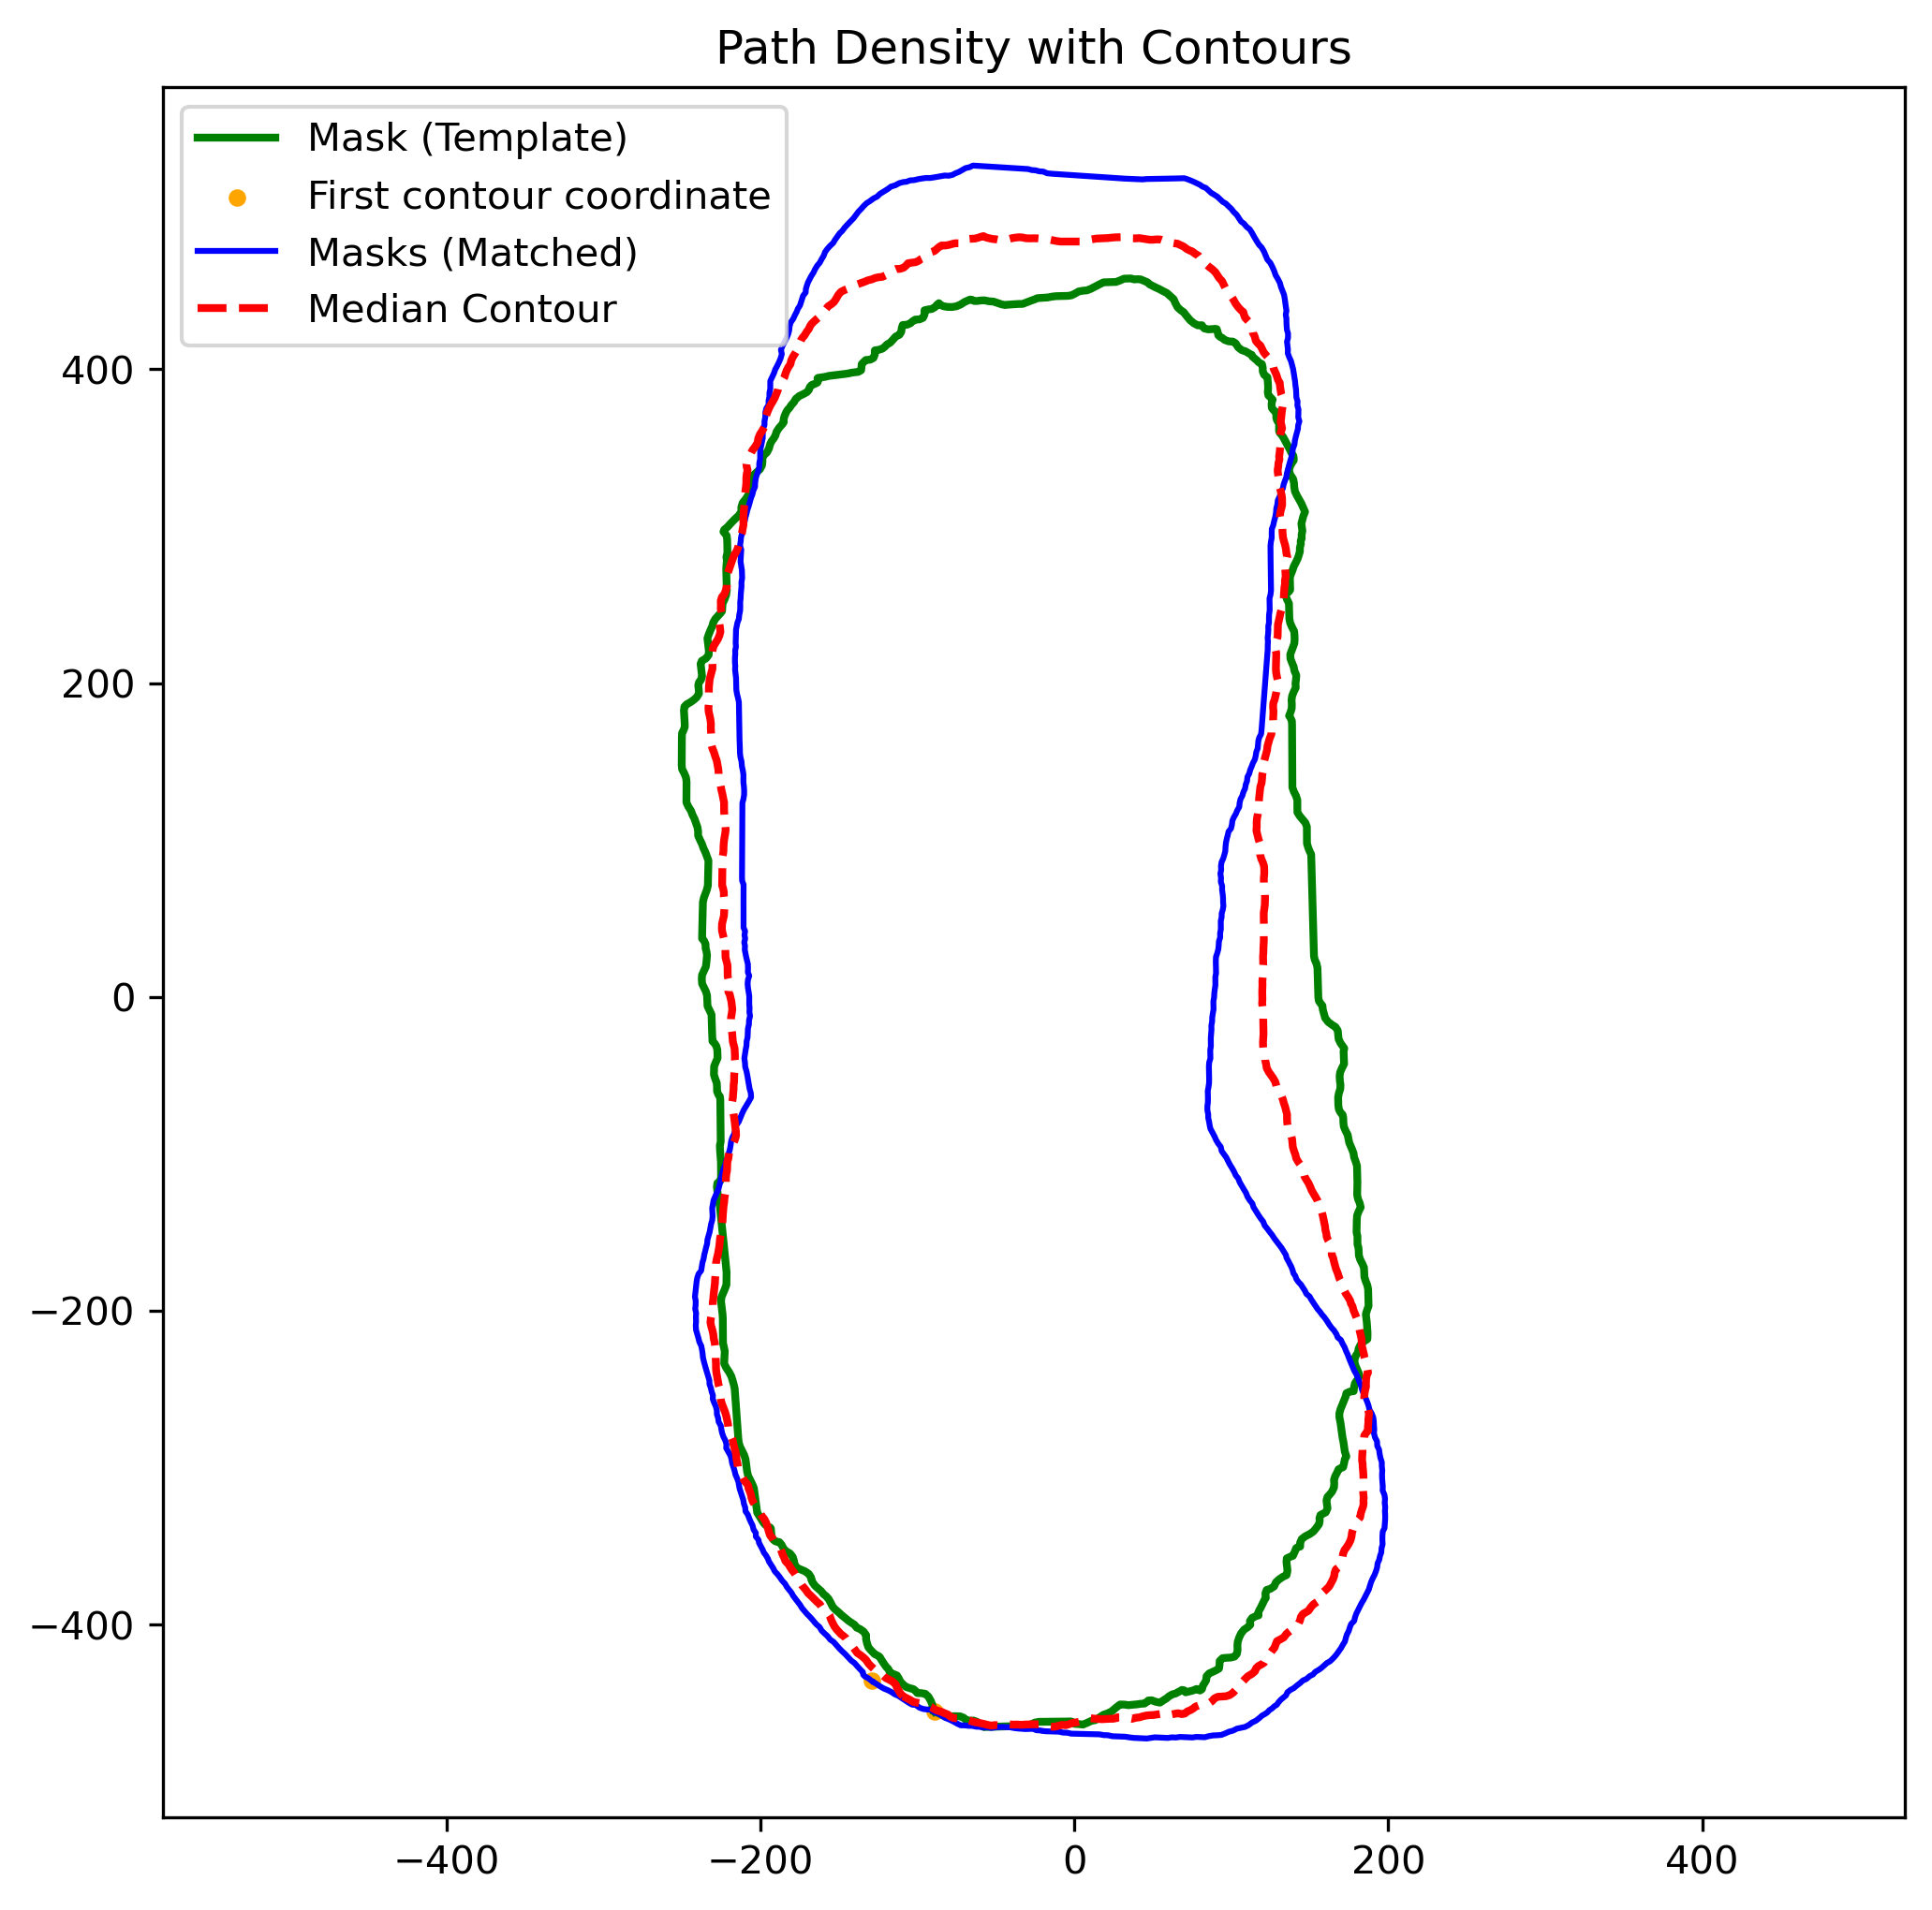 Path Density with Contours
Mask (Template)
First contour coordinate
Masks (Matched)
Median Contour
400
200
0
−200
−400
−400
−200
0
200
400